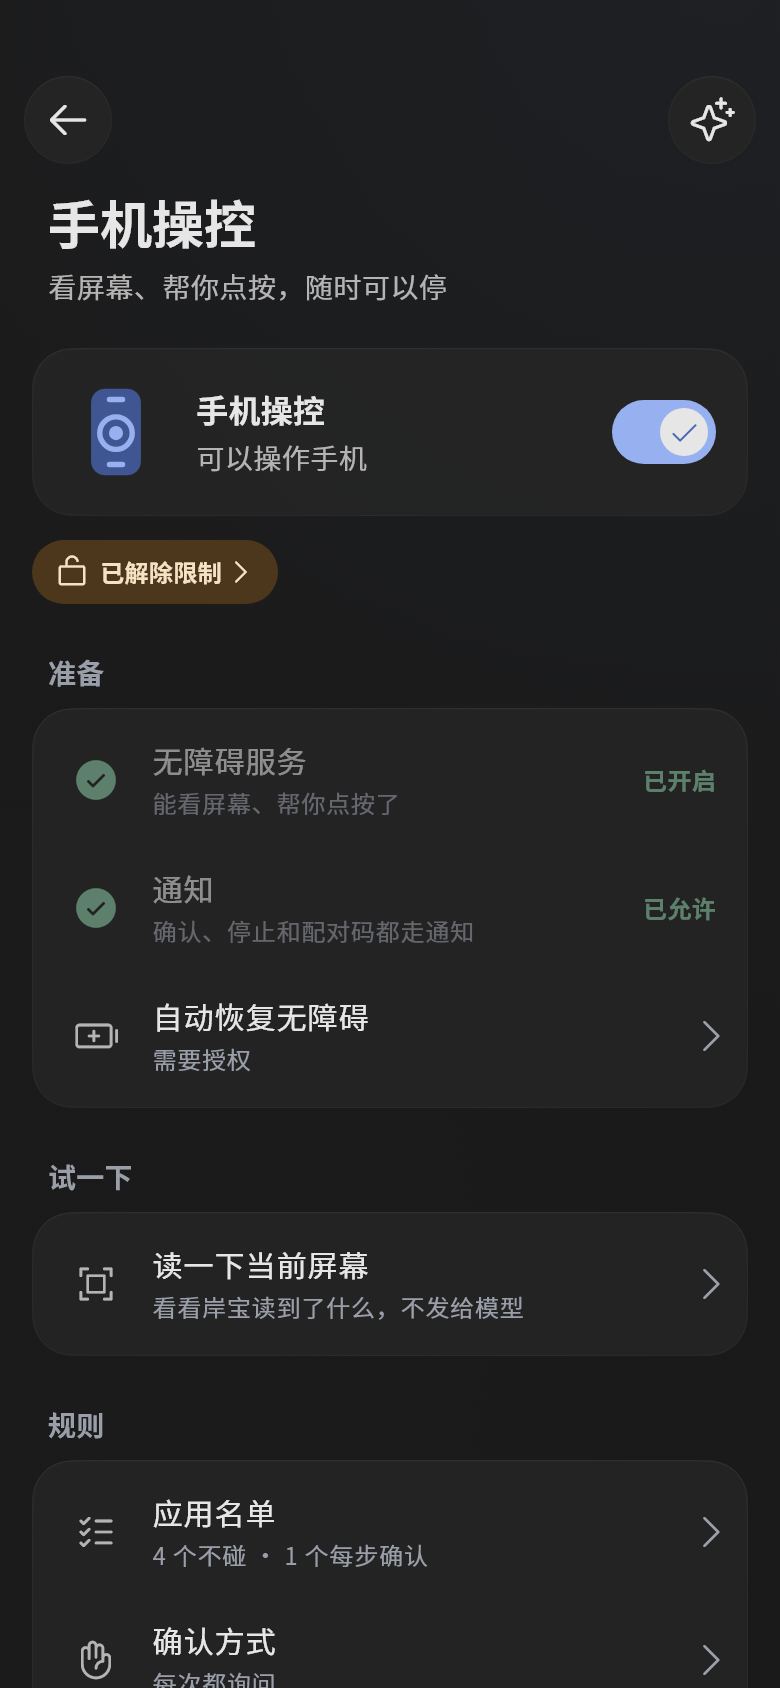 手机操控
看屏幕、帮你点按，随时可以停
手机操控
可以操作手机
已解除限制
准备
无障碍服务
能看屏幕、帮你点按了
已开启
通知
确认、停止和配对码都走通知
已允许
自动恢复无障碍
需要授权
试一下
读一下当前屏幕
看看岸宝读到了什么，不发给模型
规则
应用名单
4 个不碰 · 1 个每步确认
确认方式
每次都询问